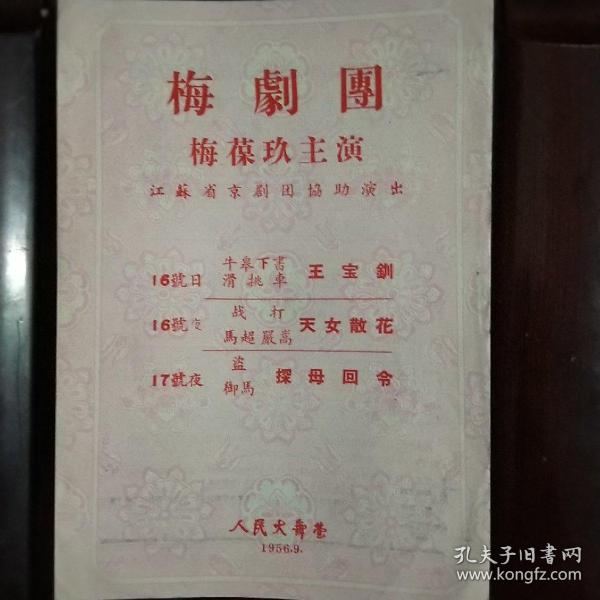 梅劇團
梅葆玖主演
江蘇省京劇团協助演出
16號日 牛皋下書 滑挑車 王宝釧
16號夜 战馬超 打嚴嵩 天女散花
17號夜 盗御馬 探母回令
人民大舞台
1956.9.
孔夫子旧书网
www.kongfz.com